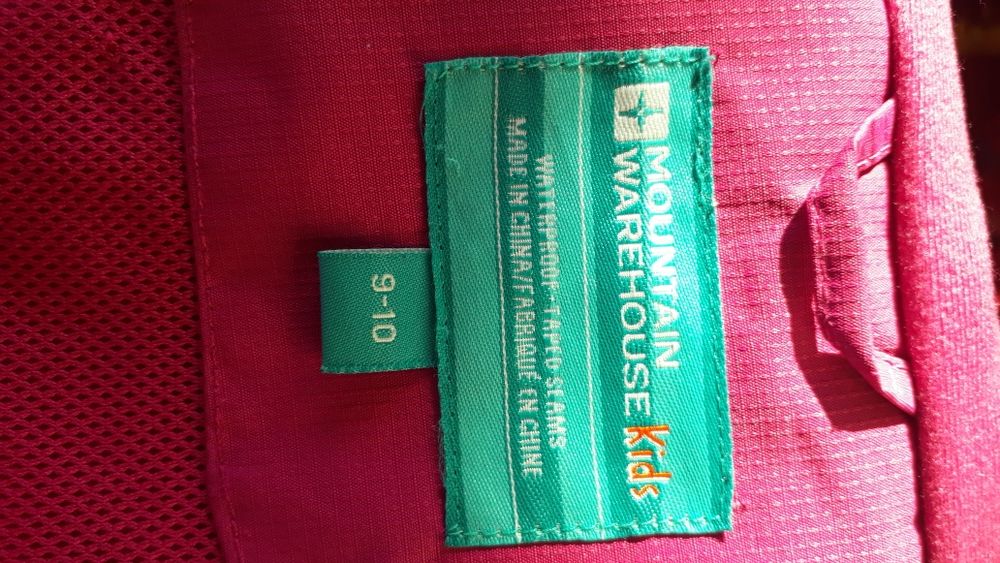 MOUNTAIN
WAREHOUSE Kids
WATERPROOF-TAPED SEAMS
MADE IN CHINA/FABRIQUÉ EN CHINE
9-10